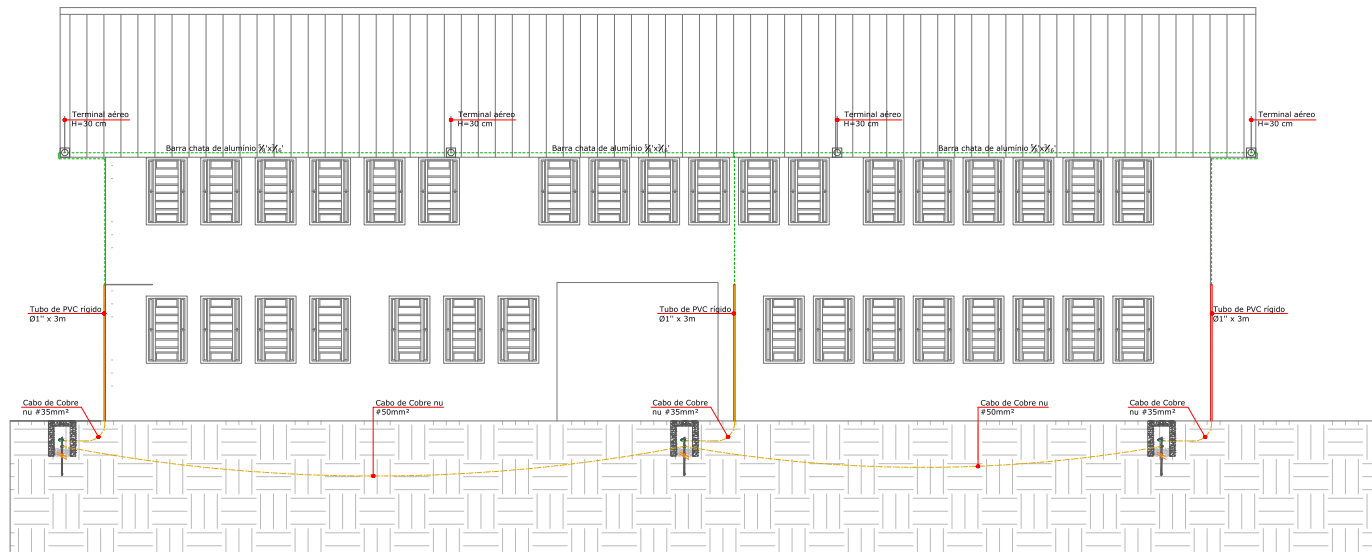 Terminal aéreo
H=30 cm
Terminal aéreo
H=30 cm
Terminal aéreo
H=30 cm
Terminal aéreo
H=30 cm
Barra chata de alumínio
Barra chata de alumínio
Barra chata de alumínio
Tubo de PVC rígido
Ø1" x 3m
Tubo de PVC rígido
Ø1" x 3m
Tubo de PVC rígido
Ø1" x 3m
Cabo de Cobre
nu #35mm²
Cabo de Cobre nu
#50mm²
Cabo de Cobre
nu #35mm²
Cabo de Cobre nu
#50mm²
Cabo de Cobre
nu #35mm²